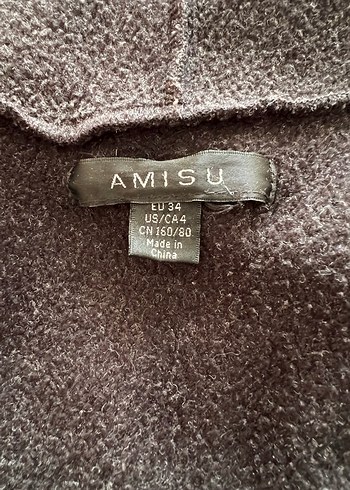 AMISU
EU 34
US/CA 4
CN 160/80
Made in
China